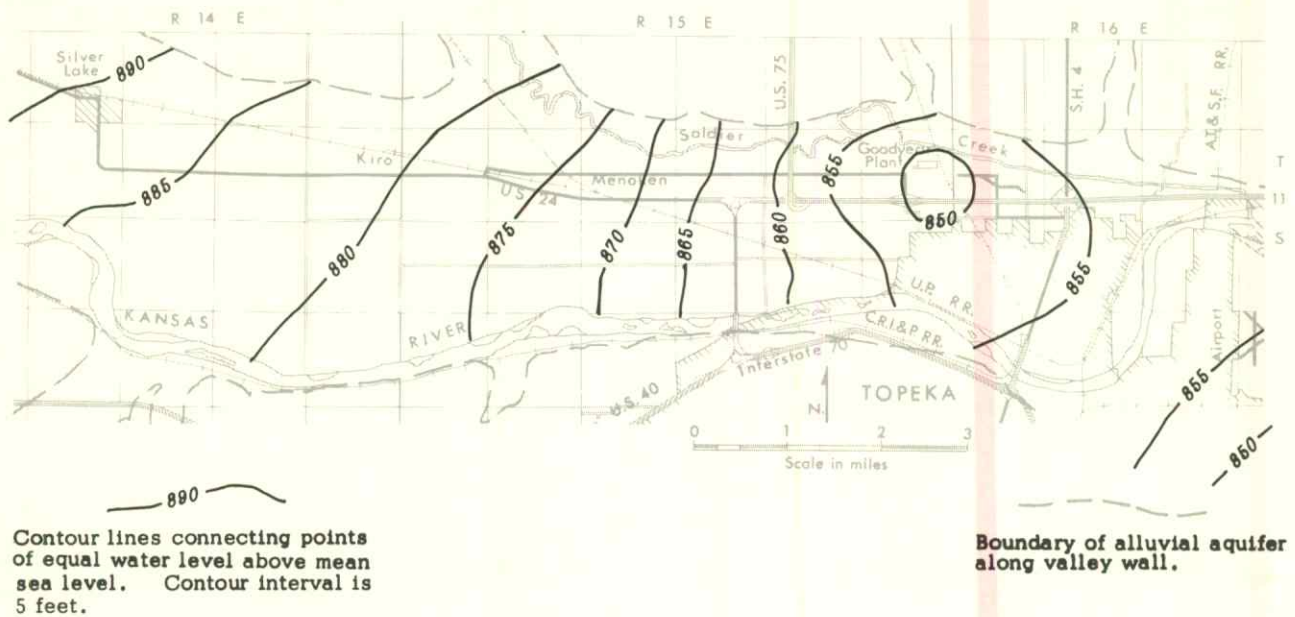 R 14 E
R 15 E
R 16 E
Silver
Lake
890
U.S. 75
S.H. 4
A.T. & S.F. RR.
Soldier
Creek
Kiro
Goodyear
Plant
855
T
11
S
885
Menoken
U.S. 24
850
880
875
870
865
860
855
KANSAS
RIVER
U.P. RR.
C.R.I & P RR.
Airport
Interstate 70
U.S. 40
N
TOPEKA
855
850
0 1 2 3
Scale in miles
890
Contour lines connecting points
of equal water level above mean
sea level. Contour interval is
5 feet.
Boundary of alluvial aquifer
along valley wall.